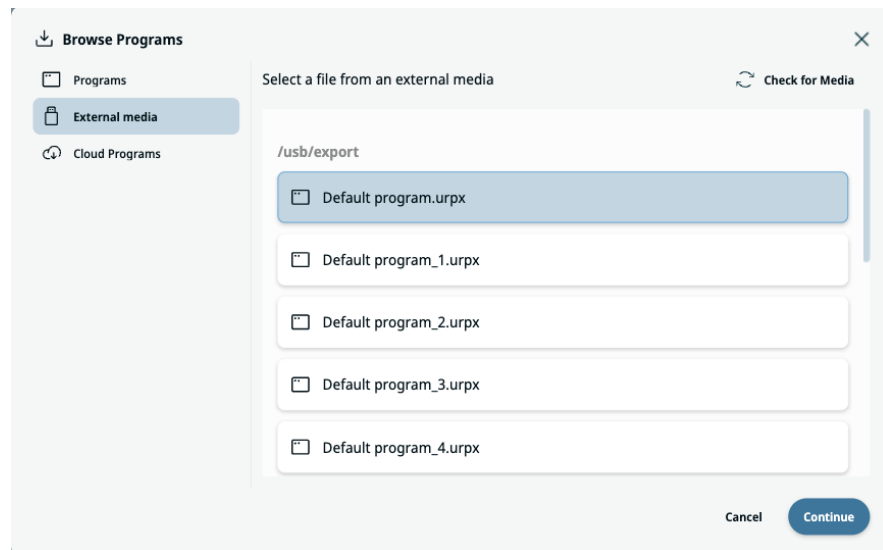 Browse Programs
Programs
External media
Cloud Programs
Select a file from an external media
Check for Media
/usb/export
Default program.urpx
Default program_1.urpx
Default program_2.urpx
Default program_3.urpx
Default program_4.urpx
Cancel
Continue